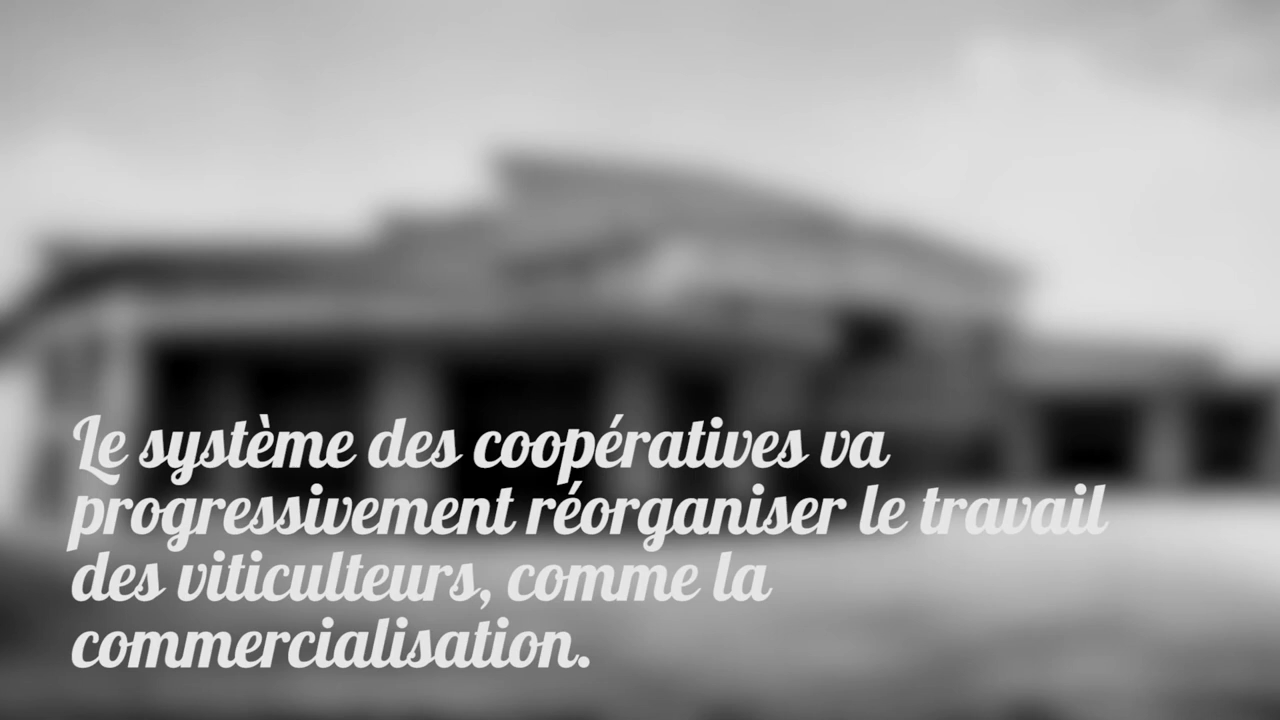 Le système des coopératives va
progressivement réorganiser le travail
des viticulteurs, comme la
commercialisation.